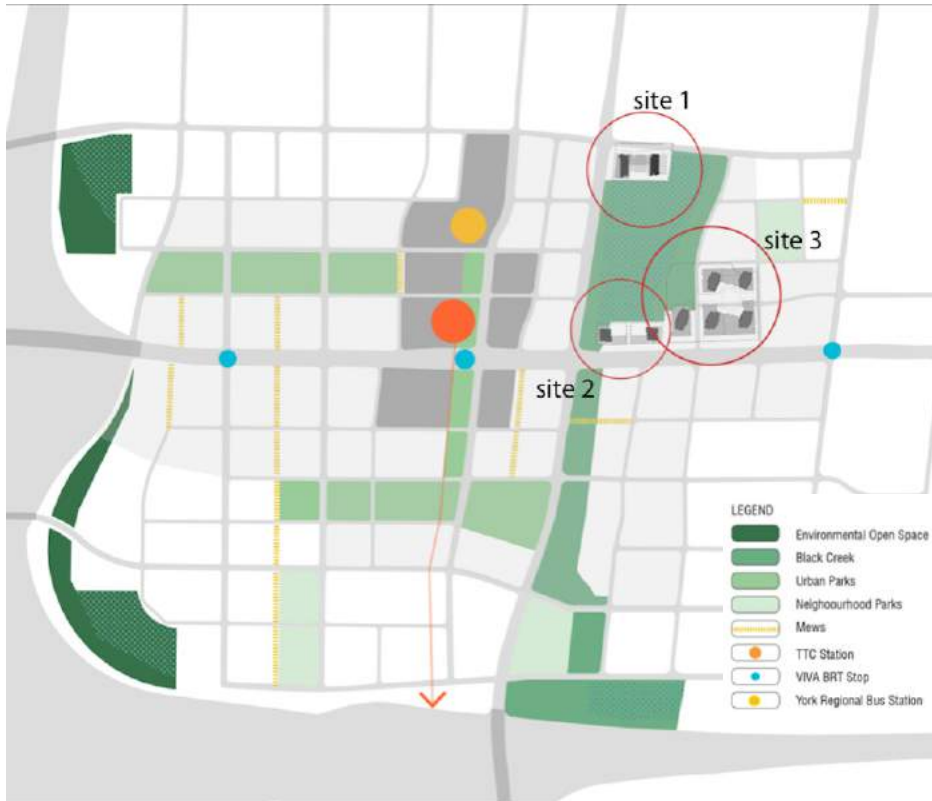 site 1
site 3
site 2
LEGEND
Environmental Open Space
Black Creek
Urban Parks
Neighoourhood Parks
Mews
TTC Station
VIVA BRT Stop
York Regional Bus Station